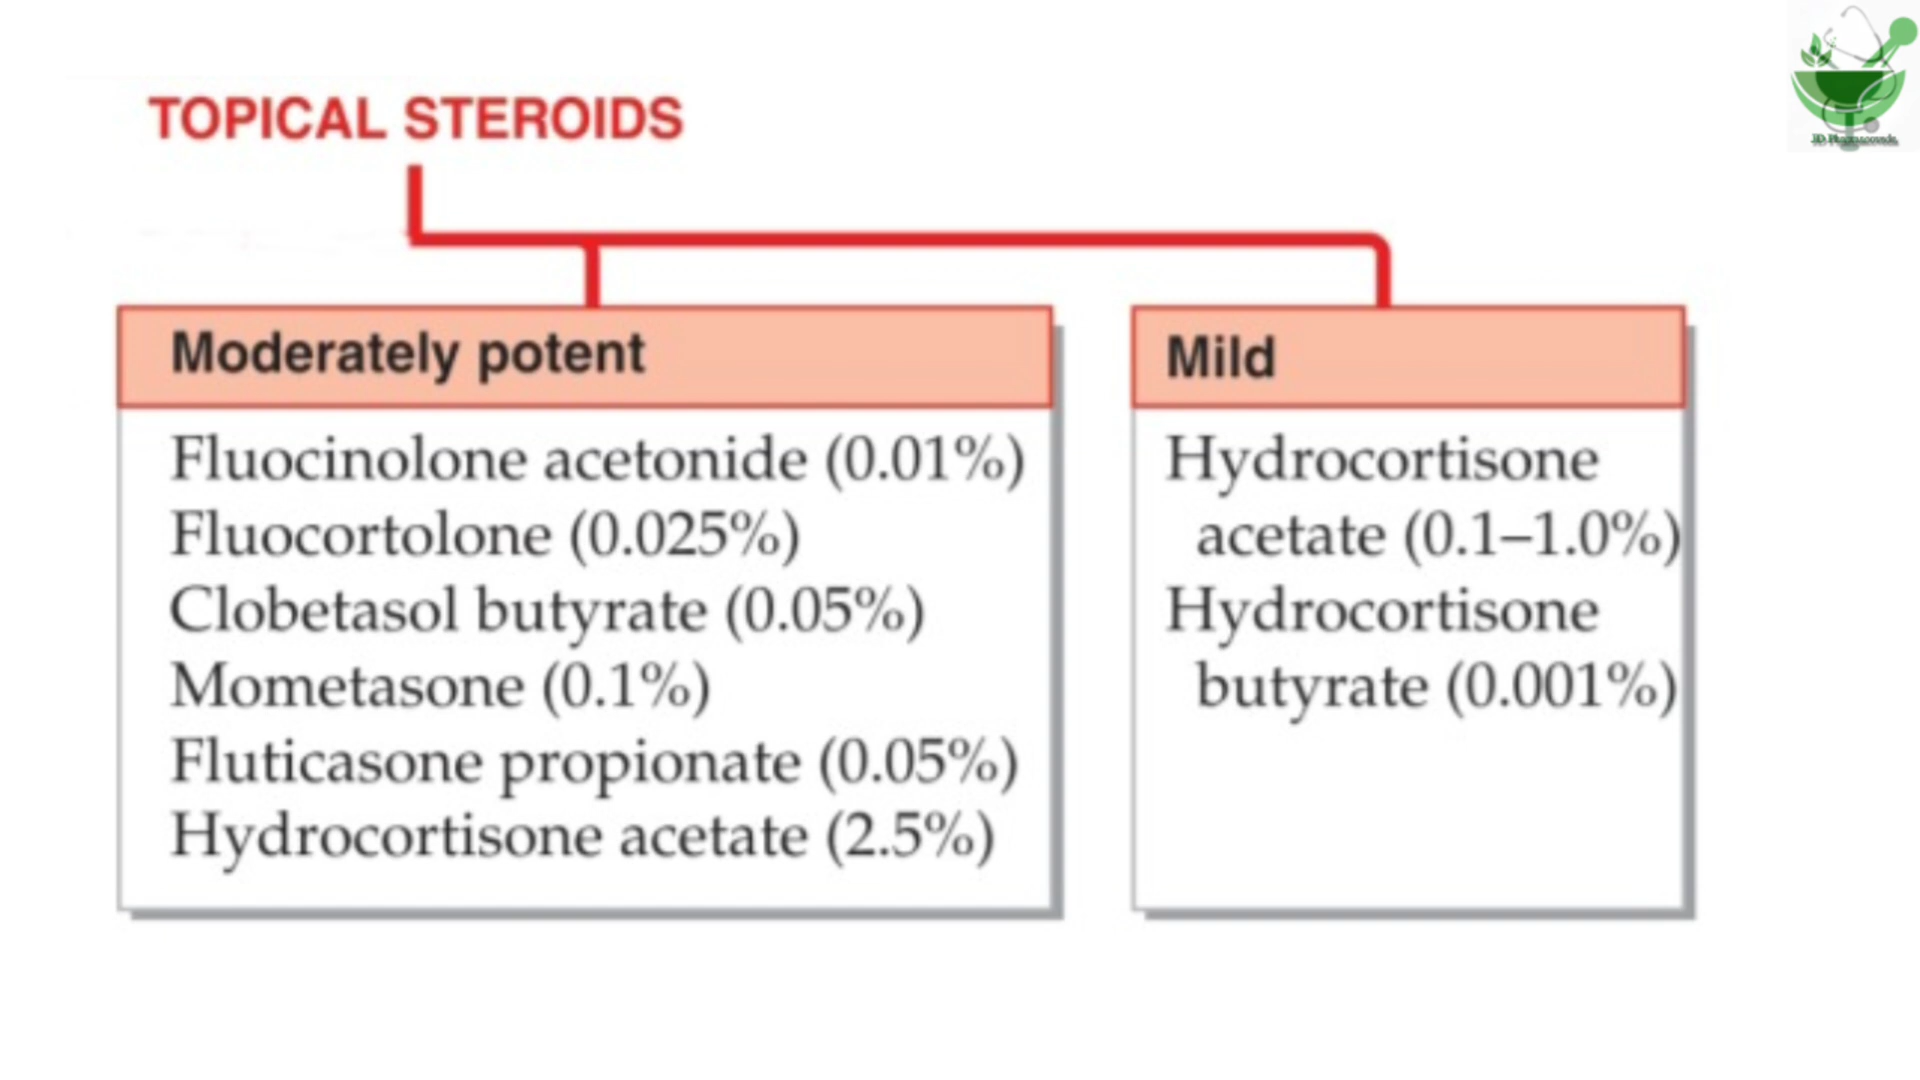 TOPICAL STEROIDS
Moderately potent
Fluocinolone acetonide (0.01%)
Fluocortolone (0.025%)
Clobetasol butyrate (0.05%)
Mometasone (0.1%)
Fluticasone propionate (0.05%)
Hydrocortisone acetate (2.5%)
Mild
Hydrocortisone
acetate (0.1–1.0%)
Hydrocortisone
butyrate (0.001%)